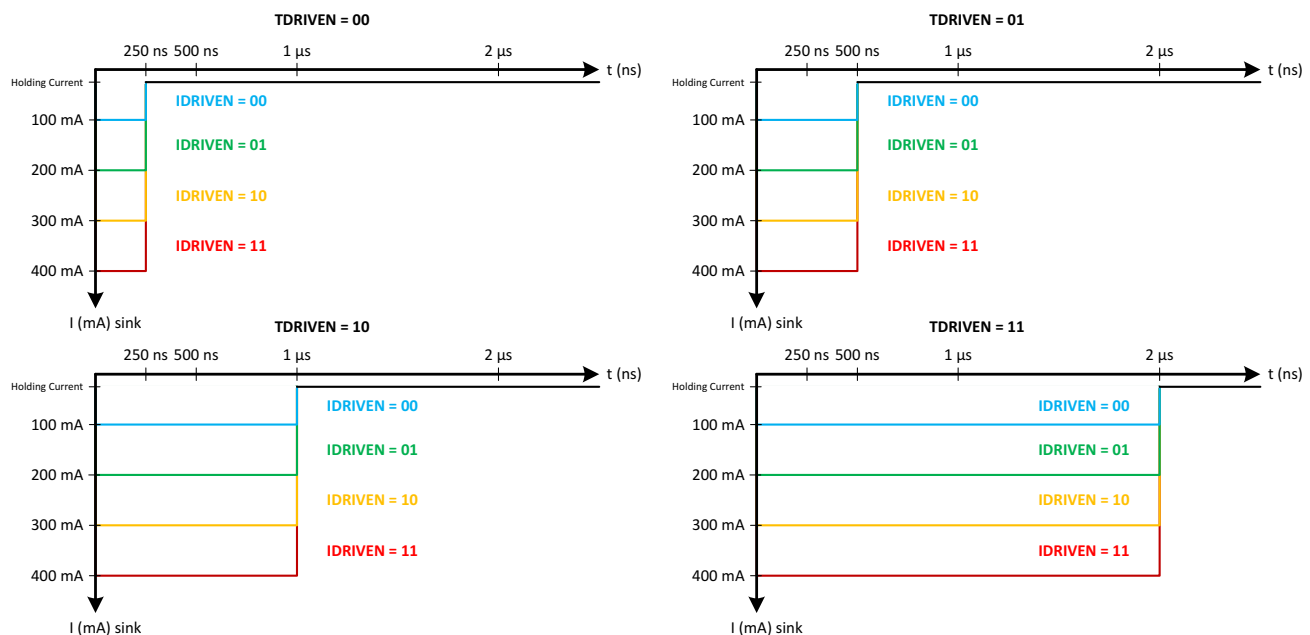 TDRIVEN = 00
250 ns 500 ns 1 µs 2 µs
t (ns)
Holding Current
IDRIVEN = 00
100 mA
IDRIVEN = 01
200 mA
IDRIVEN = 10
300 mA
IDRIVEN = 11
400 mA
I (mA) sink
TDRIVEN = 01
250 ns 500 ns 1 µs 2 µs
t (ns)
Holding Current
IDRIVEN = 00
100 mA
IDRIVEN = 01
200 mA
IDRIVEN = 10
300 mA
IDRIVEN = 11
400 mA
I (mA) sink
TDRIVEN = 10
250 ns 500 ns 1 µs 2 µs
t (ns)
Holding Current
IDRIVEN = 00
100 mA
IDRIVEN = 01
200 mA
IDRIVEN = 10
300 mA
IDRIVEN = 11
400 mA
I (mA) sink
TDRIVEN = 11
250 ns 500 ns 1 µs 2 µs
t (ns)
Holding Current
IDRIVEN = 00
100 mA
IDRIVEN = 01
200 mA
IDRIVEN = 10
300 mA
IDRIVEN = 11
400 mA
I (mA) sink